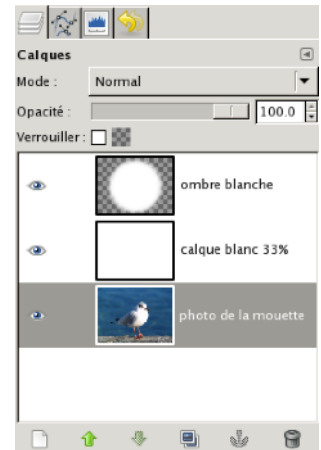 Calques
Mode : Normal
Opacité : 100.0
Verrouiller :
ombre blanche
calque blanc 33%
photo de la mouette